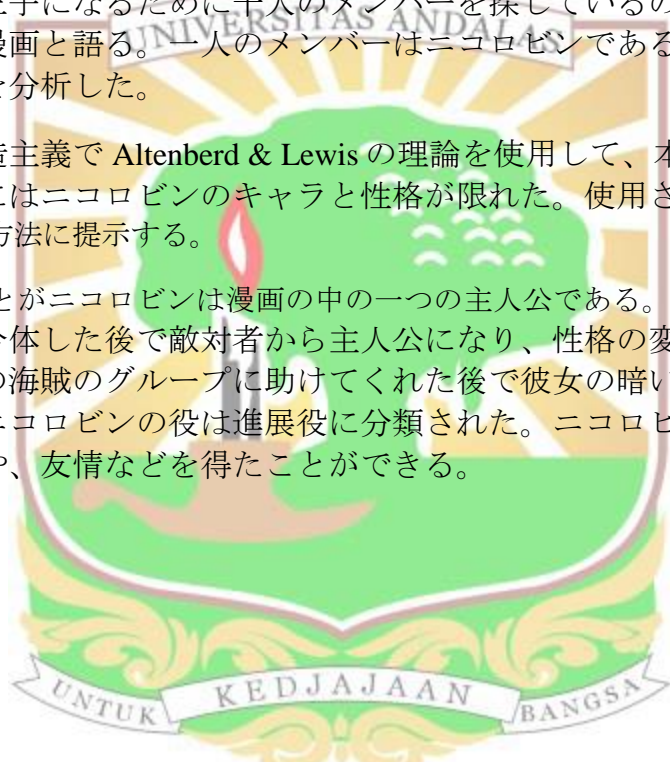 になるために人のメンバーを探しているの
UNIVERSITAS ANDALAS
漫画と語る。一人のメンバーはニコロビンである
を分析した。
造主義で Altenberd & Lewis の理論を使用して、本
にはニコロビンのキャラと性格が限れた。使用さ
方法に提示する。
とがニコロビンは漫画の中の一つの主人公である。
合体した後で敵対者から主人公になり、性格の変
の海賊のグループに助けてくれた後で彼女の暗い
ニコロビンの役は進展役に分類された。ニコロビ
や、友情などを得たことができる。
UNTUK KEDJAJAAN BANGSA